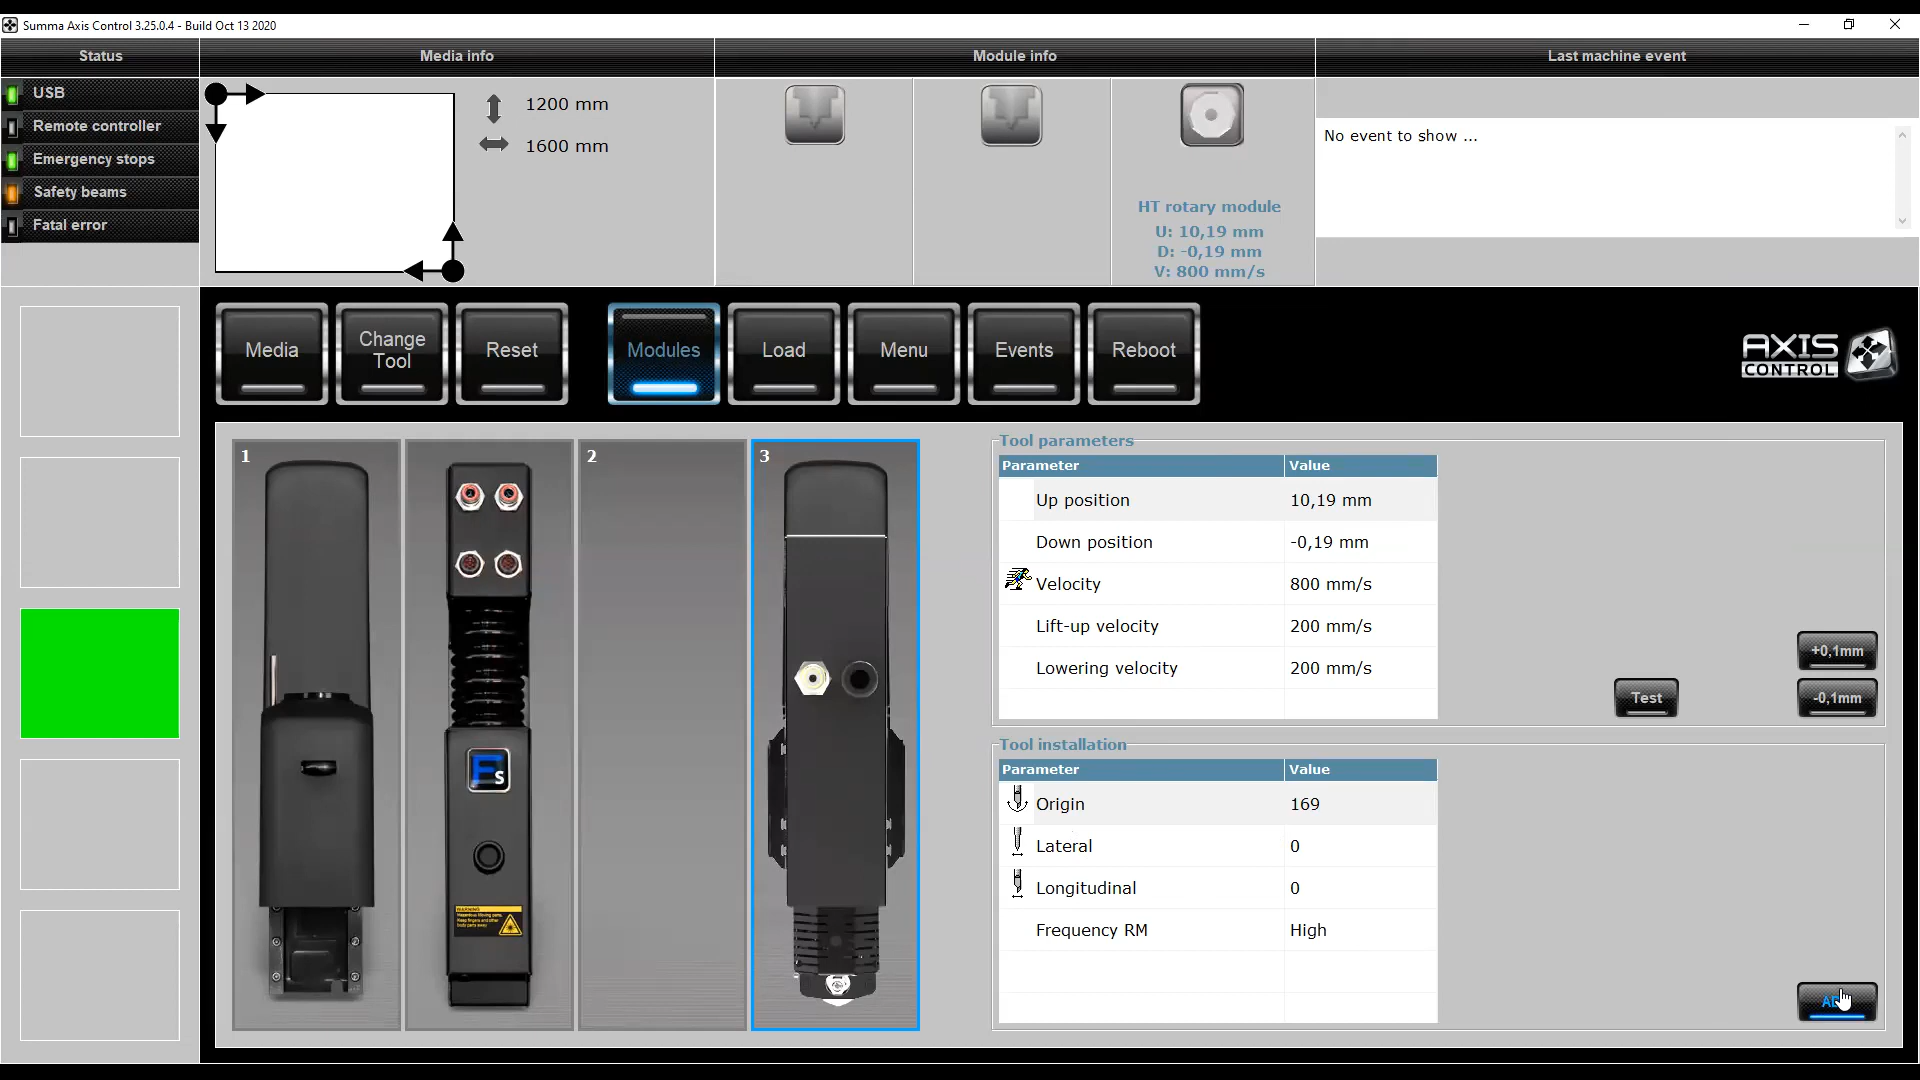 Summa Axis Control 3.25.0.4 - Build Oct 13 2020
Status
Media info
Module info
Last machine event
USB
Remote controller
Emergency stops
Safety beams
Fatal error
1200 mm
1600 mm
HT rotary module
U: 10,19 mm
D: -0,19 mm
V: 800 mm/s
No event to show ...
Media
Change
Tool
Reset
Modules
Load
Menu
Events
Reboot
AXIS
CONTROL
1
2
3
Fs
WARNING
Tool parameters
Parameter Value
Up position 10,19 mm
Down position -0,19 mm
Velocity 800 mm/s
Lift-up velocity 200 mm/s
Lowering velocity 200 mm/s
Test
+0,1mm
-0,1mm
Tool installation
Parameter Value
Origin 169
Lateral 0
Longitudinal 0
Frequency RM High